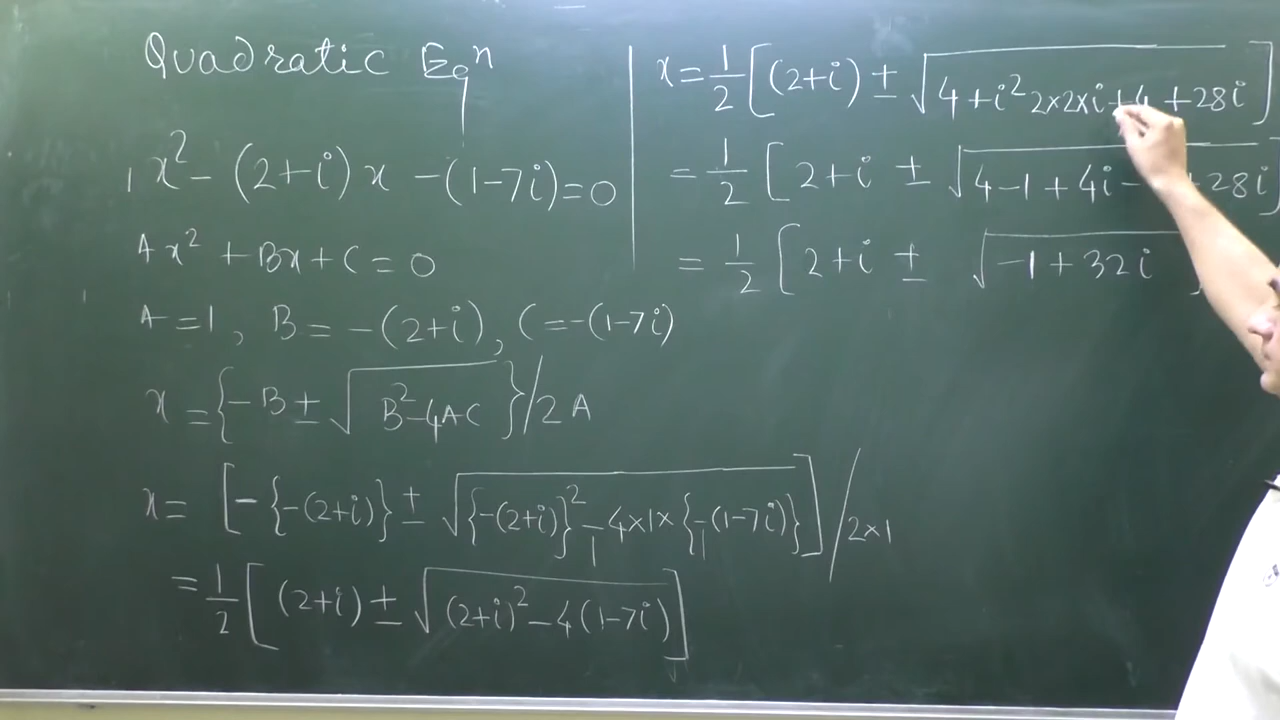 Quadratic Eqn
1x² - (2+i)x - (1-7i) = 0
Ax² + Bx + C = 0
A = 1, B = -(2+i), C = -(1-7i)
x = {-B ± √(B²-4AC)}/2A
x = [-{-(2+i)} ± √({-(2+i)}² - 4×1×{-(1-7i)})]/2×1
= 1/2 [(2+i) ± √((2+i)² - 4(1-7i))]
x = 1/2 [(2+i) ± √(4+i² 2×2×i + 4 + 28i)]
= 1/2 [2+i ± √(4-1+4i- 28i)]
= 1/2 [2+i ± √(-1+32i)]